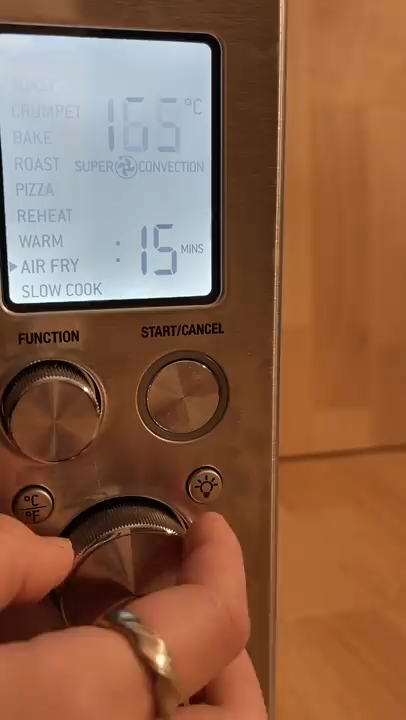 TOAST
CRUMPET
165°C
BAKE
ROAST
SUPER CONVECTION
PIZZA
REHEAT
WARM
:15 MINS
AIR FRY
SLOW COOK
FUNCTION
START/CANCEL
°C
°F